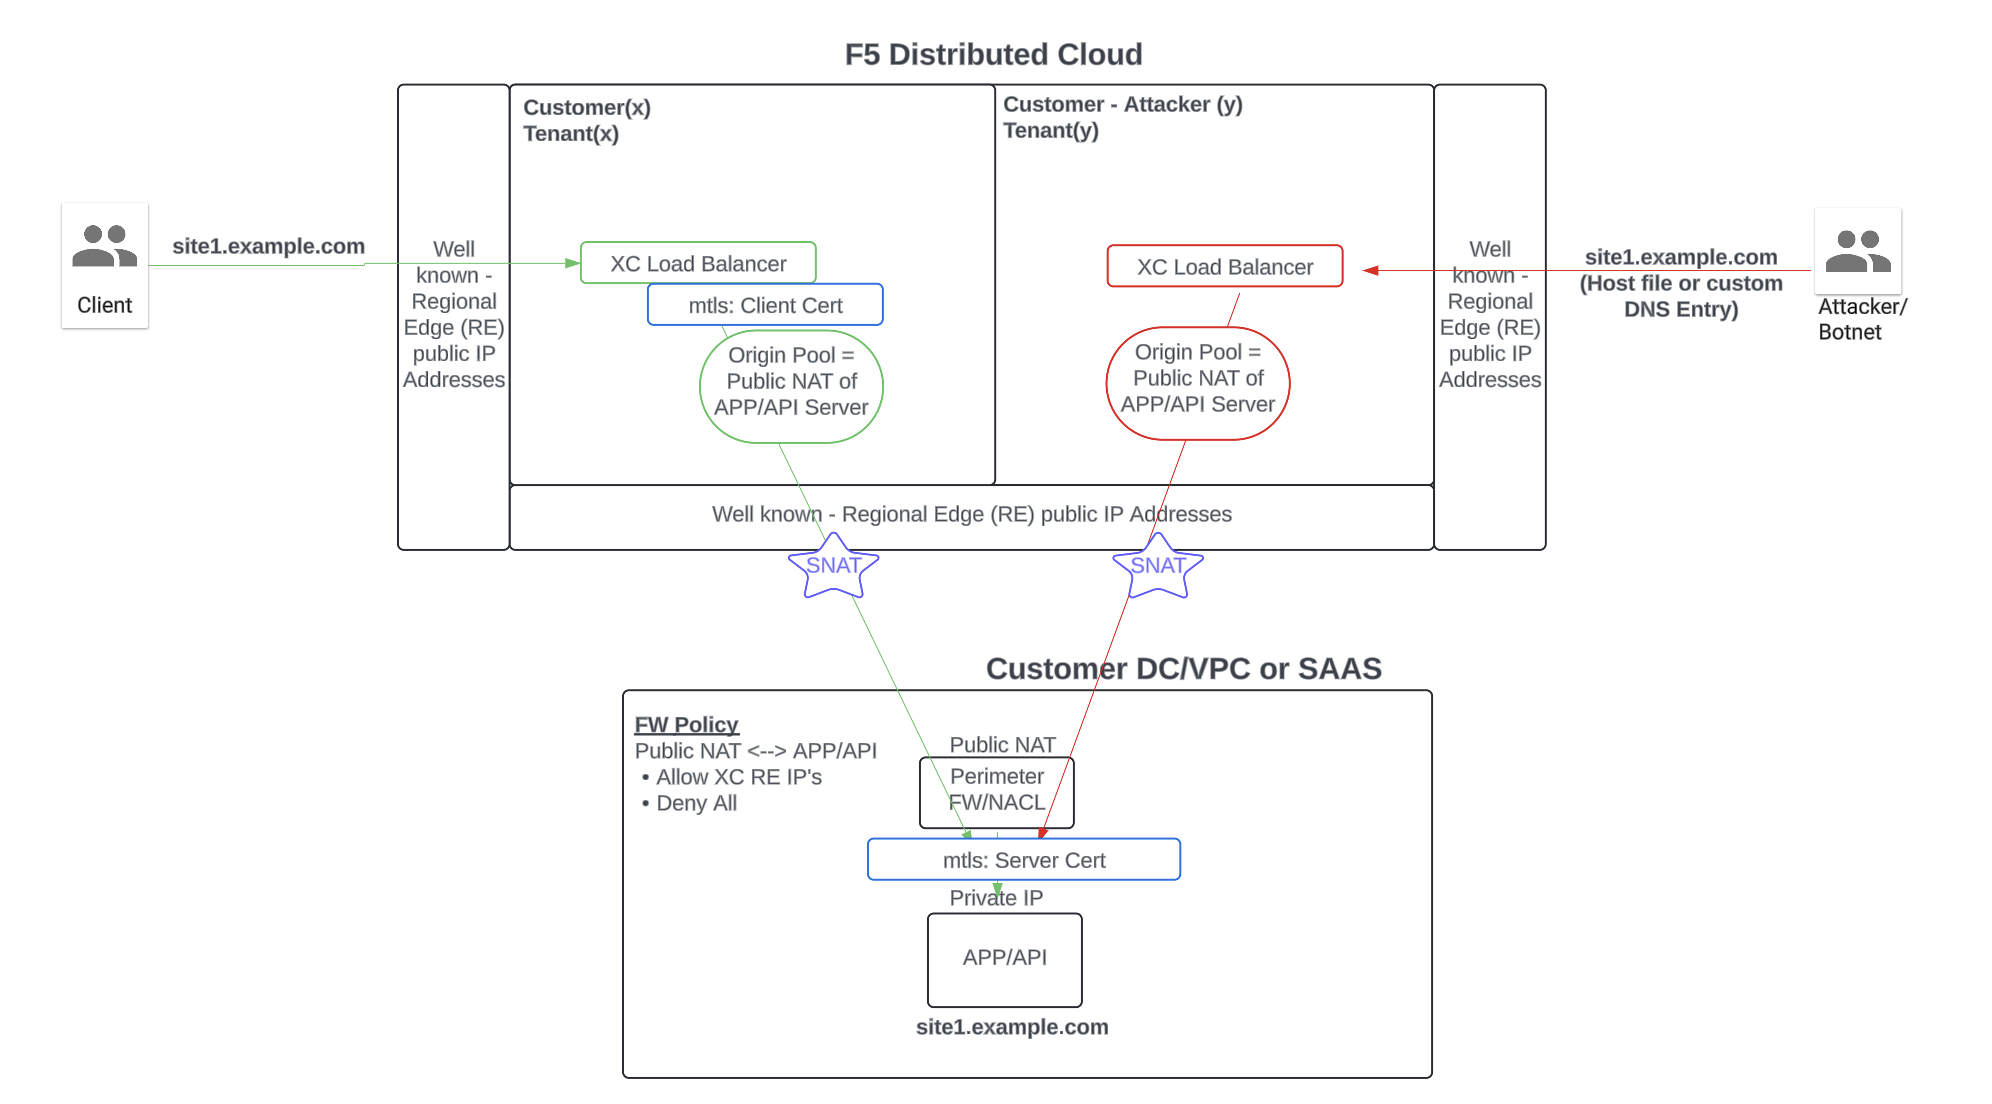 F5 Distributed Cloud
Customer(x)
Tenant(x)
Customer - Attacker (y)
Tenant(y)
Client
site1.example.com
Well
known -
Regional
Edge (RE)
public IP
Addresses
XC Load Balancer
mtls: Client Cert
Origin Pool =
Public NAT of
APP/API Server
XC Load Balancer
Origin Pool =
Public NAT of
APP/API Server
Well
known -
Regional
Edge (RE)
public IP
Addresses
site1.example.com
(Host file or custom
DNS Entry)
Attacker/
Botnet
Well known - Regional Edge (RE) public IP Addresses
SNAT
SNAT
Customer DC/VPC or SAAS
FW Policy
Public NAT <--> APP/API
• Allow XC RE IP's
• Deny All
Public NAT
Perimeter
FW/NACL
mtls: Server Cert
Private IP
APP/API
site1.example.com